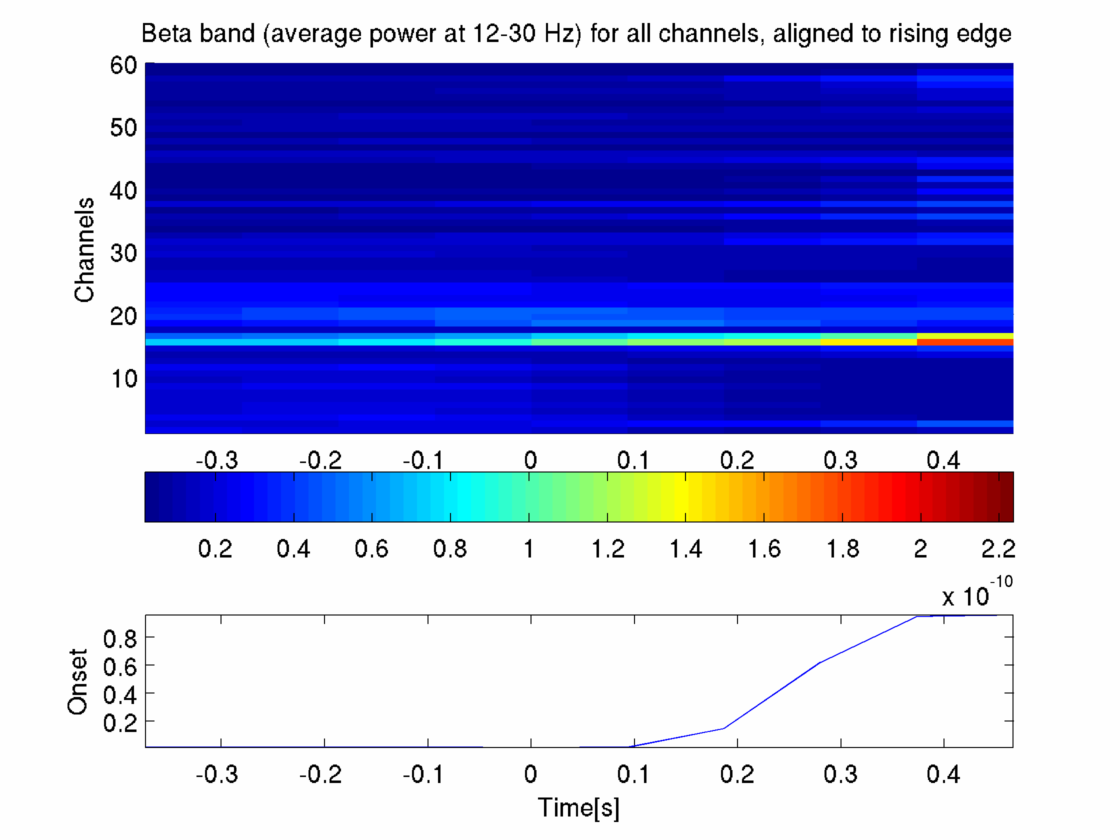 Beta band (average power at 12-30 Hz) for all channels, aligned to rising edge
60
50
40
30
20
10
Channels
-0.3 -0.2 -0.1 0 0.1 0.2 0.3 0.4
0.2 0.4 0.6 0.8 1 1.2 1.4 1.6 1.8 2 2.2
x 10^-10
0.8
0.6
0.4
0.2
Onset
-0.3 -0.2 -0.1 0 0.1 0.2 0.3 0.4
Time[s]